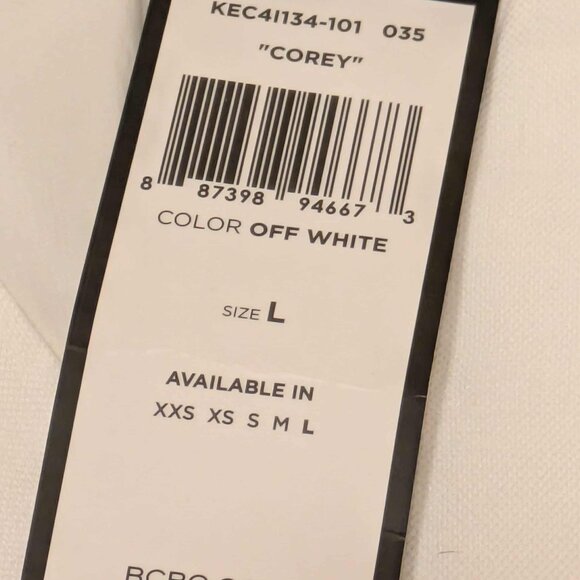 KEC4I134-101 035
"COREY"
8 87398 94667 3
COLOR OFF WHITE
SIZE L
AVAILABLE IN
XXS XS S M L